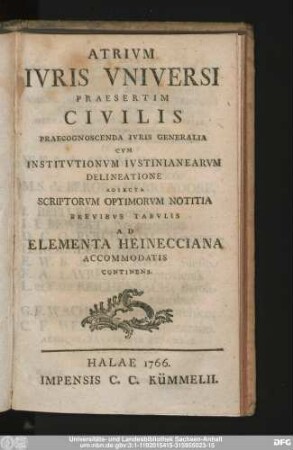 ATRIVM
IVRIS VNIVERSI
PRAESERTIM
CIVILIS
PRAECOGNOSCENDA IVRIS GENERALIA
CVM
INSTITVTIONVM IVSTINIANEARVM
DELINEATIONE
ADIECTA
SCRIPTORVM OPTIMORVM NOTITIA
BREVIBVS TABVLIS
AD
ELEMENTA HEINECCIANA
ACCOMMODATIS
CONTINENS.
HALAE 1766.
IMPENSIS C. C. KÜMMELII.
Universitäts- und Landesbibliothek Sachsen-Anhalt
DFG